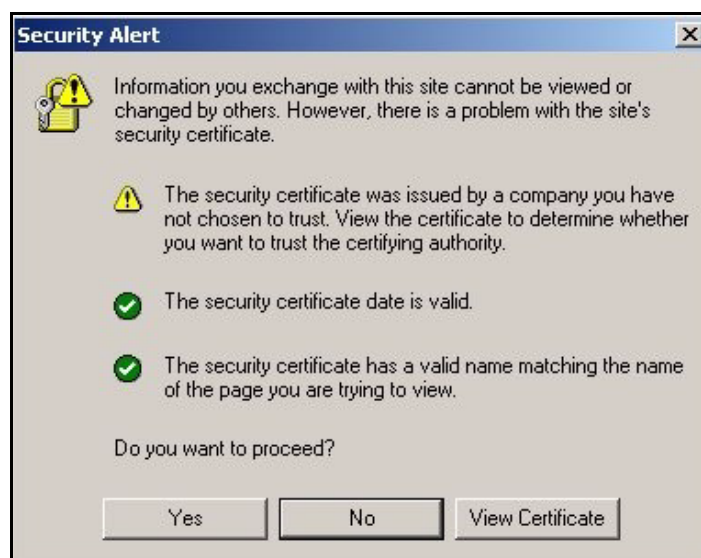 Security Alert
Information you exchange with this site cannot be viewed or
changed by others. However, there is a problem with the site's
security certificate.
The security certificate was issued by a company you have
not chosen to trust. View the certificate to determine whether
you want to trust the certifying authority.
The security certificate date is valid.
The security certificate has a valid name matching the name
of the page you are trying to view.
Do you want to proceed?
Yes No View Certificate